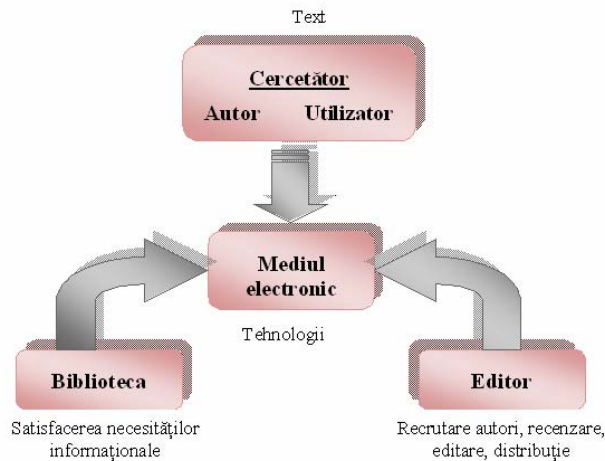 Text
Cercetător
Autor Utilizator
Mediul
electronic
Tehnologii
Biblioteca
Satisfacerea necesităților
informaționale
Editor
Recrutare autori, recenzare,
editare, distribuție